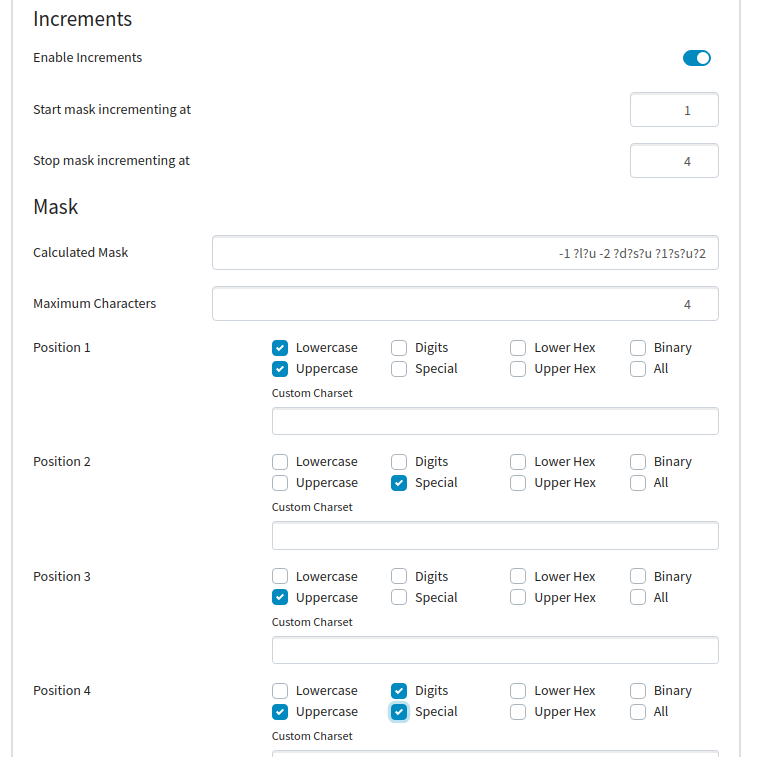 Increments
Enable Increments
Start mask incrementing at 1
Stop mask incrementing at 4
Mask
Calculated Mask -1 ?l?u -2 ?d?s?u ?1?s?u?2
Maximum Characters 4
Position 1 Lowercase Digits Lower Hex Binary
Uppercase Special Upper Hex All
Custom Charset
Position 2 Lowercase Digits Lower Hex Binary
Uppercase Special Upper Hex All
Custom Charset
Position 3 Lowercase Digits Lower Hex Binary
Uppercase Special Upper Hex All
Custom Charset
Position 4 Lowercase Digits Lower Hex Binary
Uppercase Special Upper Hex All
Custom Charset